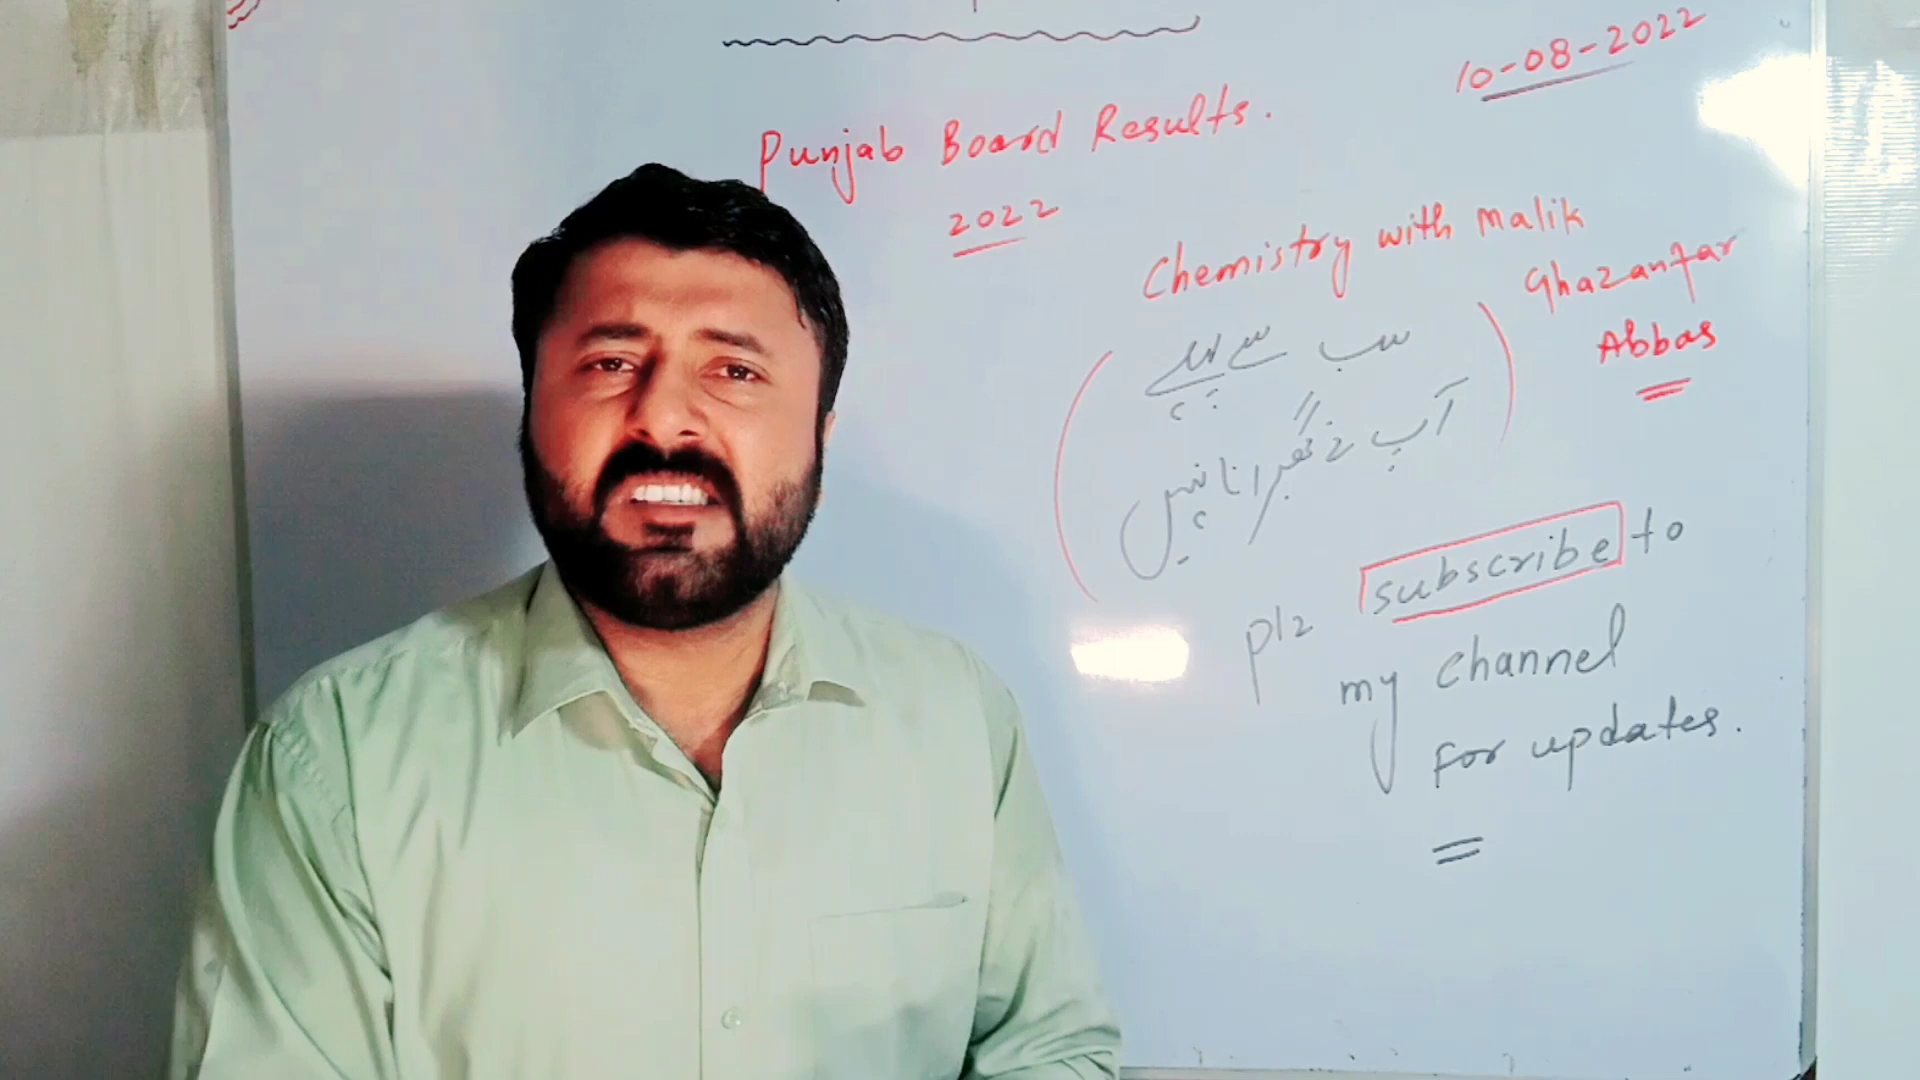 10-08-2022
Punjab Board Results.
2022
Chemistry with Malik
Ghazanfar
Abbas
سب سے پہلے
آپ نے گھبرانا نہیں
plz subscribe to
my channel
for updates.